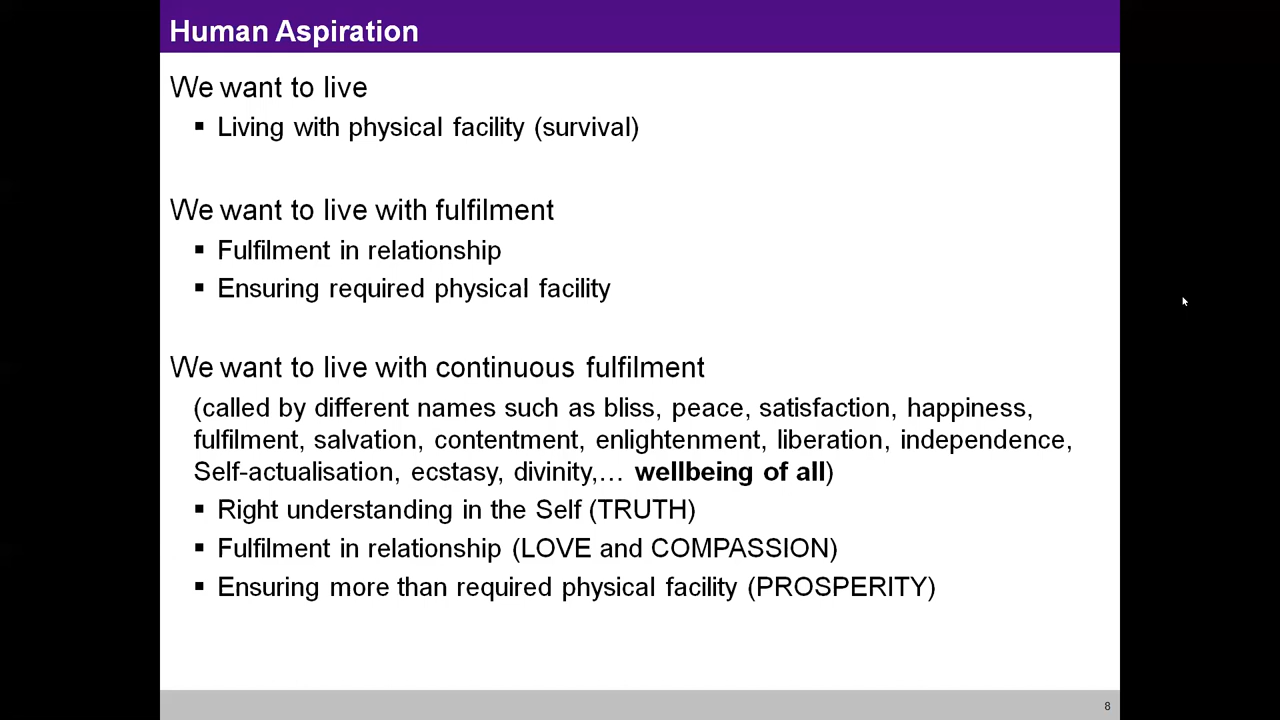 Human Aspiration
We want to live
▪ Living with physical facility (survival)
We want to live with fulfilment
▪ Fulfilment in relationship
▪ Ensuring required physical facility
We want to live with continuous fulfilment
(called by different names such as bliss, peace, satisfaction, happiness,
fulfilment, salvation, contentment, enlightenment, liberation, independence,
Self-actualisation, ecstasy, divinity,… wellbeing of all)
▪ Right understanding in the Self (TRUTH)
▪ Fulfilment in relationship (LOVE and COMPASSION)
▪ Ensuring more than required physical facility (PROSPERITY)
8